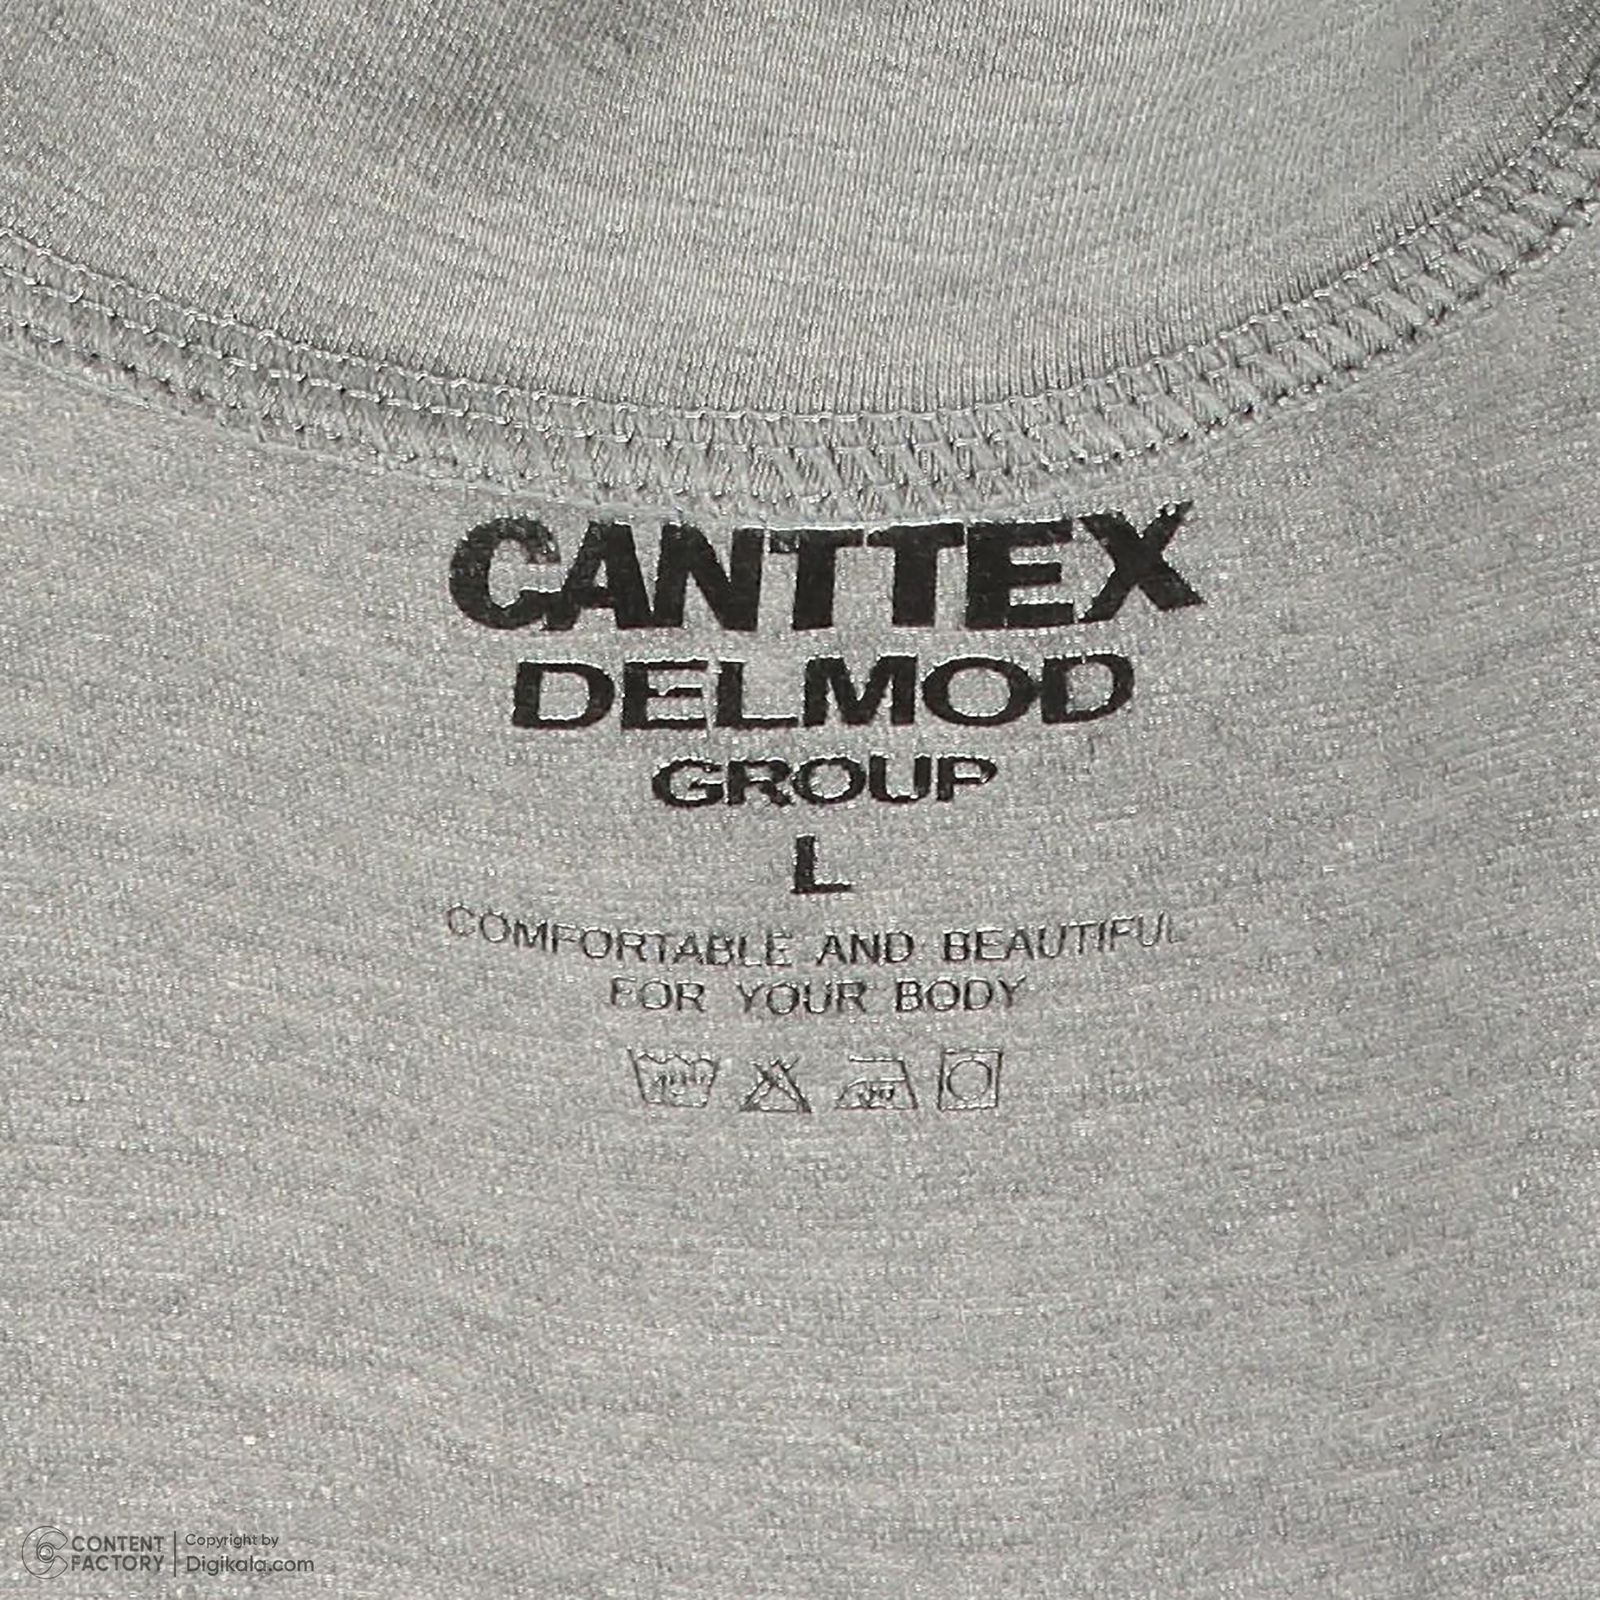 CANTTEX
DELMOD
GROUP
L
COMFORTABLE AND BEAUTIFUL
FOR YOUR BODY
CONTENT FACTORY
Copyright by
Digikala.com